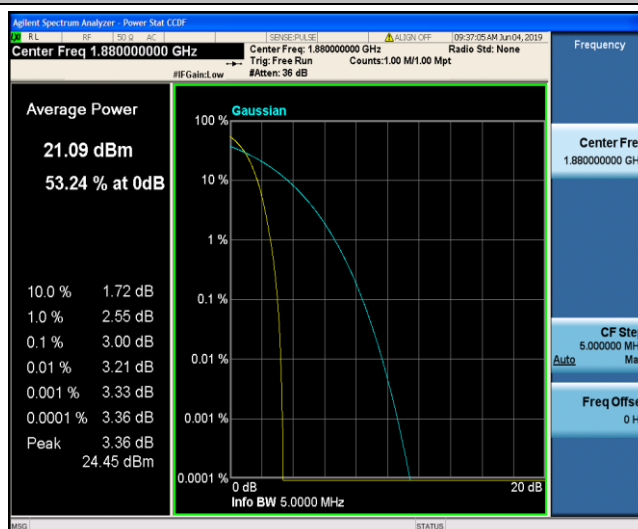 Agilent Spectrum Analyzer - Power Stat CCDF
RL RF 50 Ω AC SENSE:PULSE ALIGN OFF 09:37:05 AM Jun 04, 2019
Center Freq 1.880000000 GHz
Center Freq: 1.880000000 GHz Radio Std: None
Trig: Free Run Counts:1.00 M/1.00 Mpt
#IFGain:Low #Atten: 36 dB
Frequency
Average Power
21.09 dBm
53.24 % at 0dB
10.0 % 1.72 dB
1.0 % 2.55 dB
0.1 % 3.00 dB
0.01 % 3.21 dB
0.001 % 3.33 dB
0.0001 % 3.36 dB
Peak 3.36 dB
24.45 dBm
Gaussian
100 %
10 %
1 %
0.1 %
0.01 %
0.001 %
0.0001 %
0 dB 20 dB
Info BW 5.0000 MHz
Center Fre
1.880000000 GH
CF Ste
5.000000 MH
Auto Ma
Freq Offse
0 H
MSG STATUS